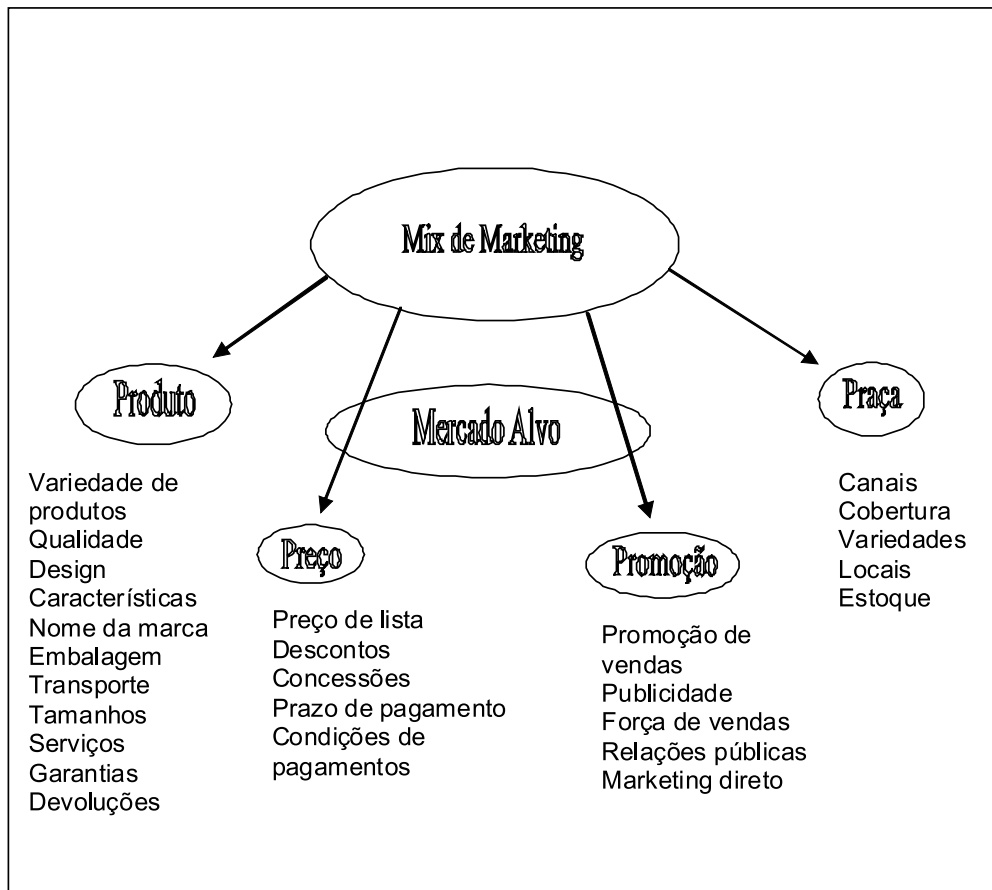 Mix de Marketing
Produto
Mercado Alvo
Praça
Variedade de
produtos
Qualidade
Design
Características
Nome da marca
Embalagem
Transporte
Tamanhos
Serviços
Garantias
Devoluções
Preço
Preço de lista
Descontos
Concessões
Prazo de pagamento
Condições de
pagamentos
Promoção
Promoção de
vendas
Publicidade
Força de vendas
Relações públicas
Marketing direto
Canais
Cobertura
Variedades
Locais
Estoque